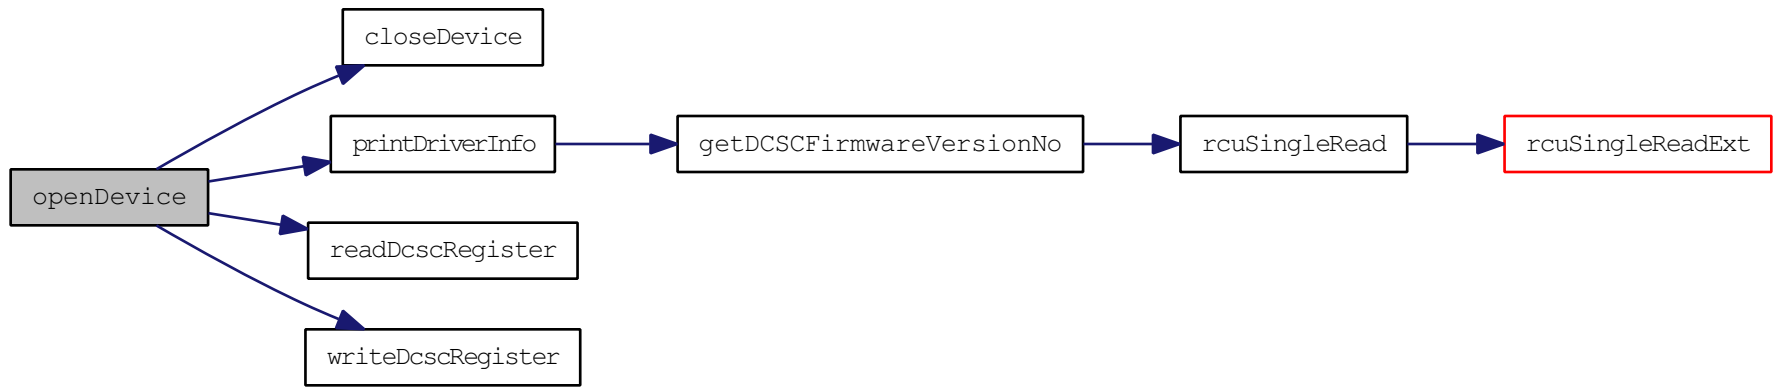 closeDevice
printDriverInfo
getDCSCFirmwareVersionNo
rcuSingleRead
rcuSingleReadExt
openDevice
readDcscRegister
writeDcscRegister